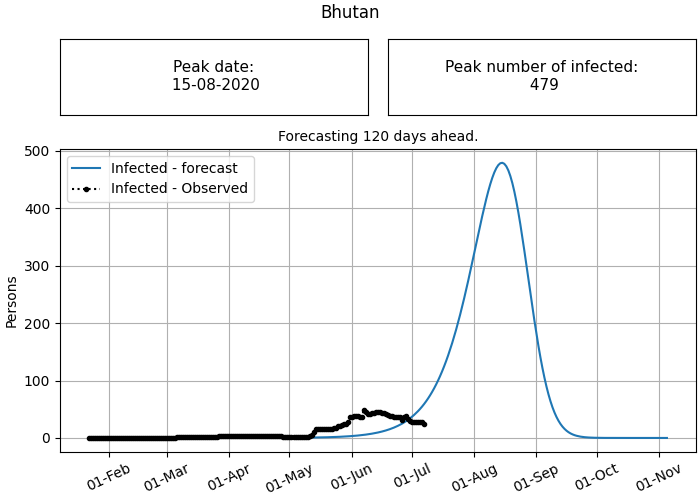 Bhutan
Peak date:
15-08-2020
Peak number of infected:
479
Forecasting 120 days ahead.
Infected - forecast
Infected - Observed
Persons
500
400
300
200
100
0
01-Feb
01-Mar
01-Apr
01-May
01-Jun
01-Jul
01-Aug
01-Sep
01-Oct
01-Nov